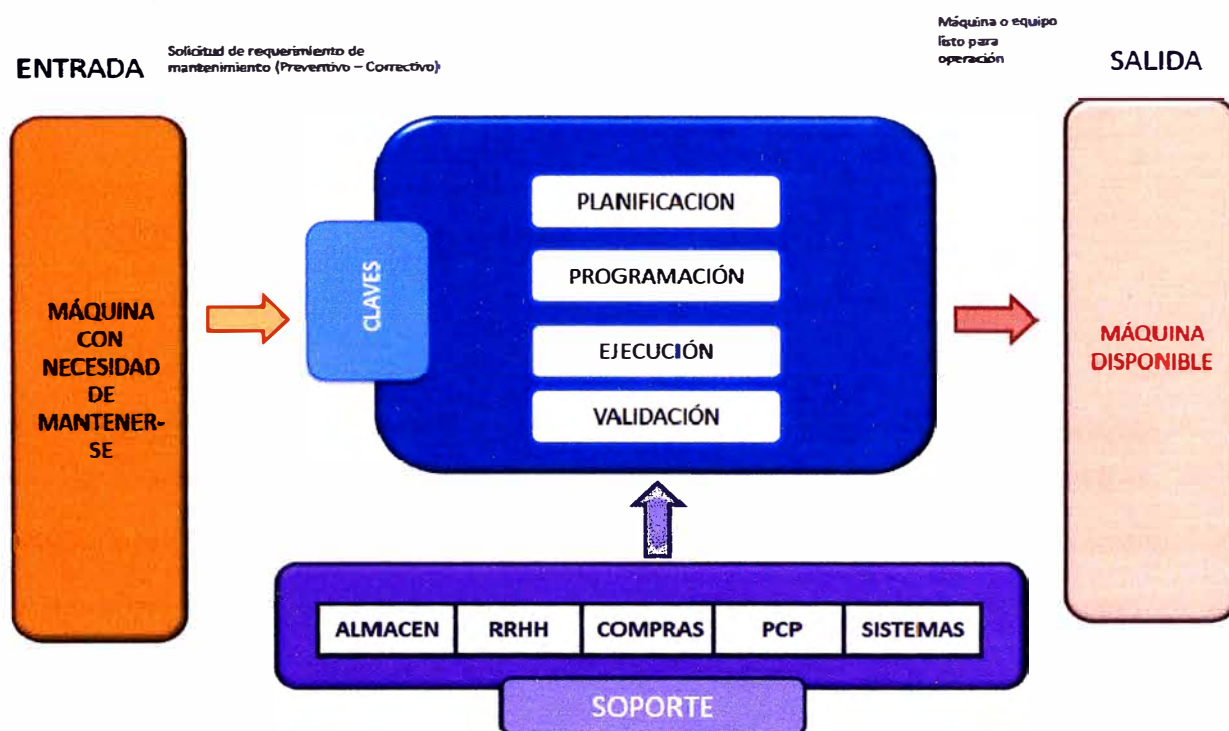 ENTRADA
Solicitud de requerimiento de
mantenimiento (Preventivo – Correctivo)
Máquina o equipo
listo para
operación
SALIDA
MÁQUINA
CON
NECESIDAD
DE
MANTENER-
SE
CLAVES
PLANIFICACION
PROGRAMACIÓN
EJECUCIÓN
VALIDACIÓN
MÁQUINA
DISPONIBLE
ALMACEN
RRHH
COMPRAS
PCP
SISTEMAS
SOPORTE